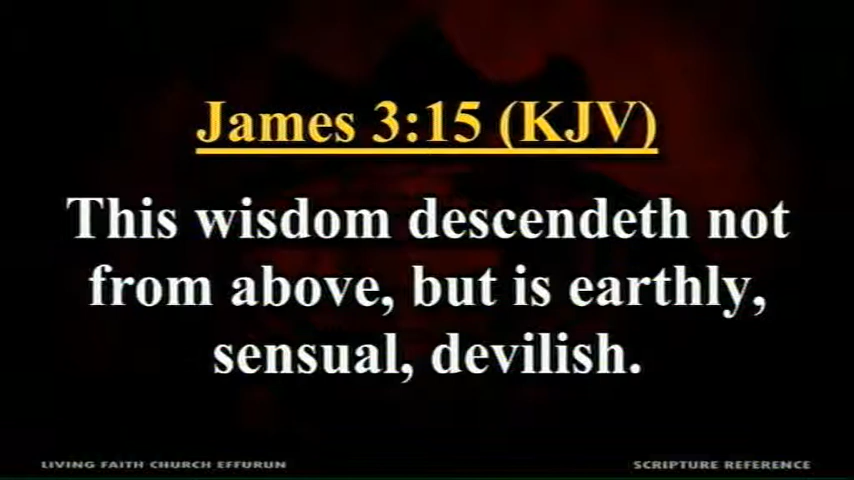 James 3:15 (KJV)
This wisdom descendeth not
from above, but is earthly,
sensual, devilish.
LIVING FAITH CHURCH EFFURUN
SCRIPTURE REFERENCE